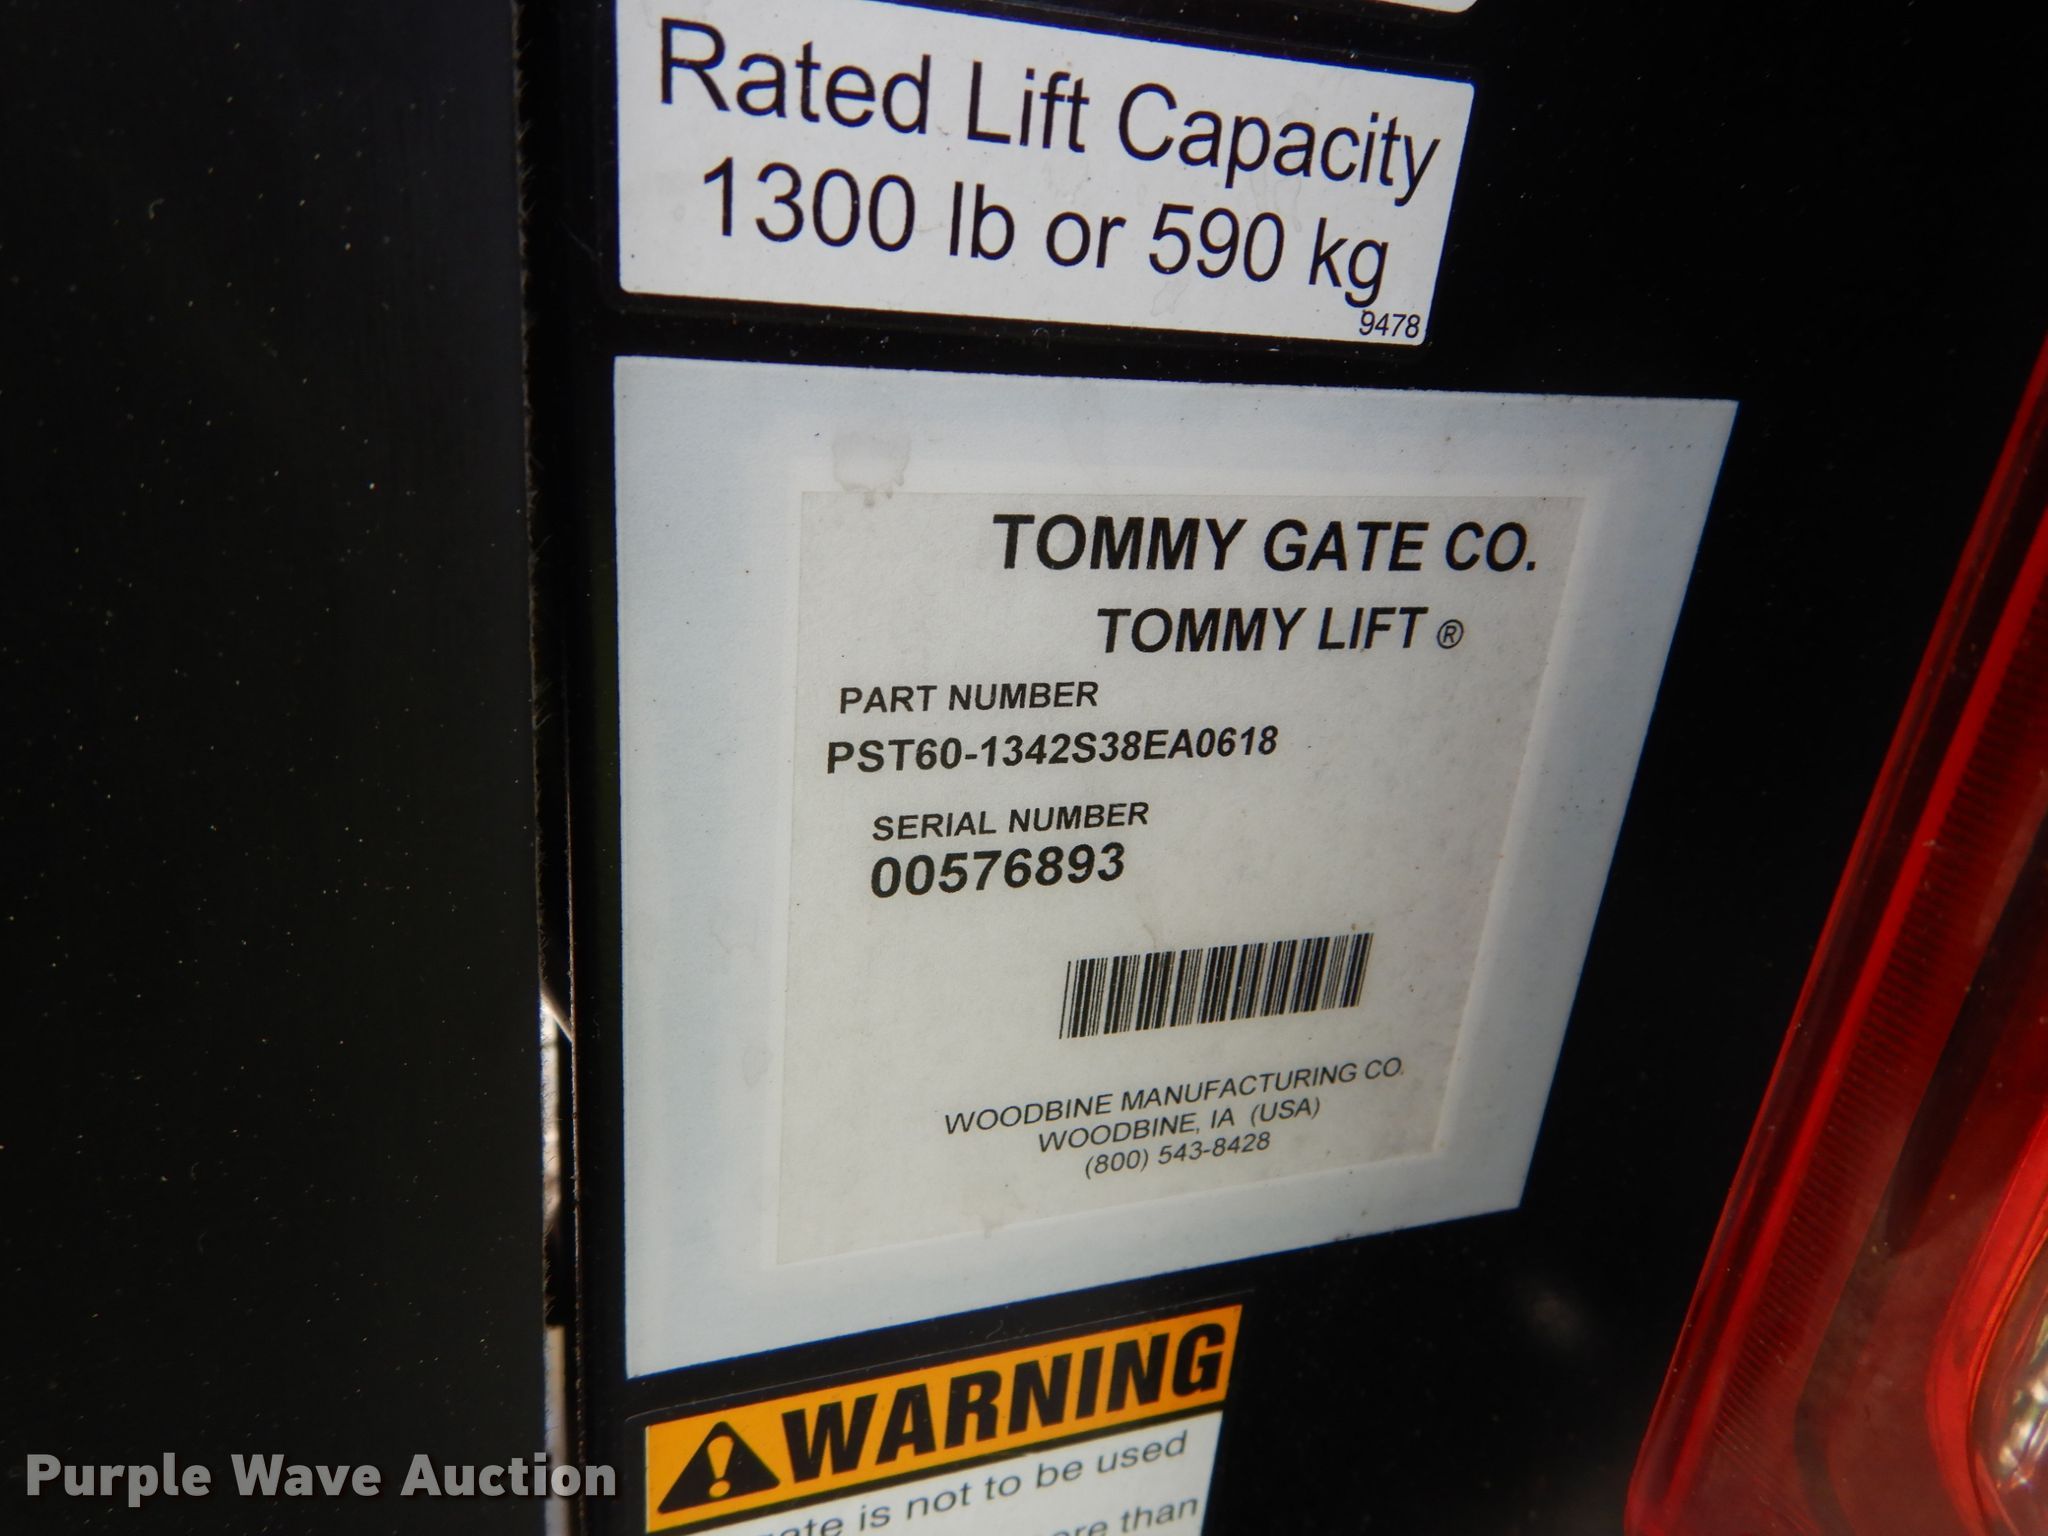 Rated Lift Capacity
1300 lb or 590 kg
9478
TOMMY GATE CO.
TOMMY LIFT ®
PART NUMBER
PST60-1342S38EA0618
SERIAL NUMBER
00576893
WOODBINE MANUFACTURING CO.
WOODBINE, IA (USA)
(800) 543-8428
WARNING
is not to be used
than
Purple Wave Auction